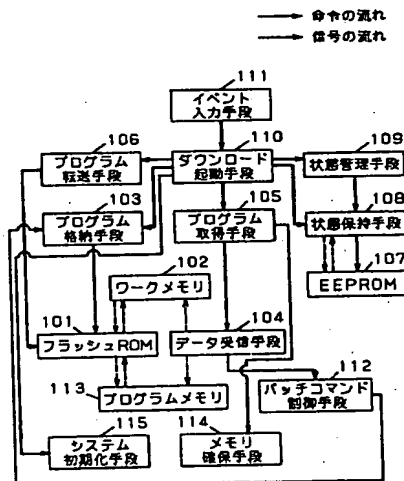 命令の流れ
信号の流れ
111
イベント
入力手段
106
プログラム
転送手段
110
ダウンロード
起動手段
109
状態管理手段
103
プログラム
格納手段
105
プログラム
取得手段
108
状態保持手段
102
ワークメモリ
107
EEPROM
101
フラッシュROM
104
データ受信手段
112
パッチコマンド
制御手段
113
プログラムメモリ
115
システム
初期化手段
114
メモリ
確保手段